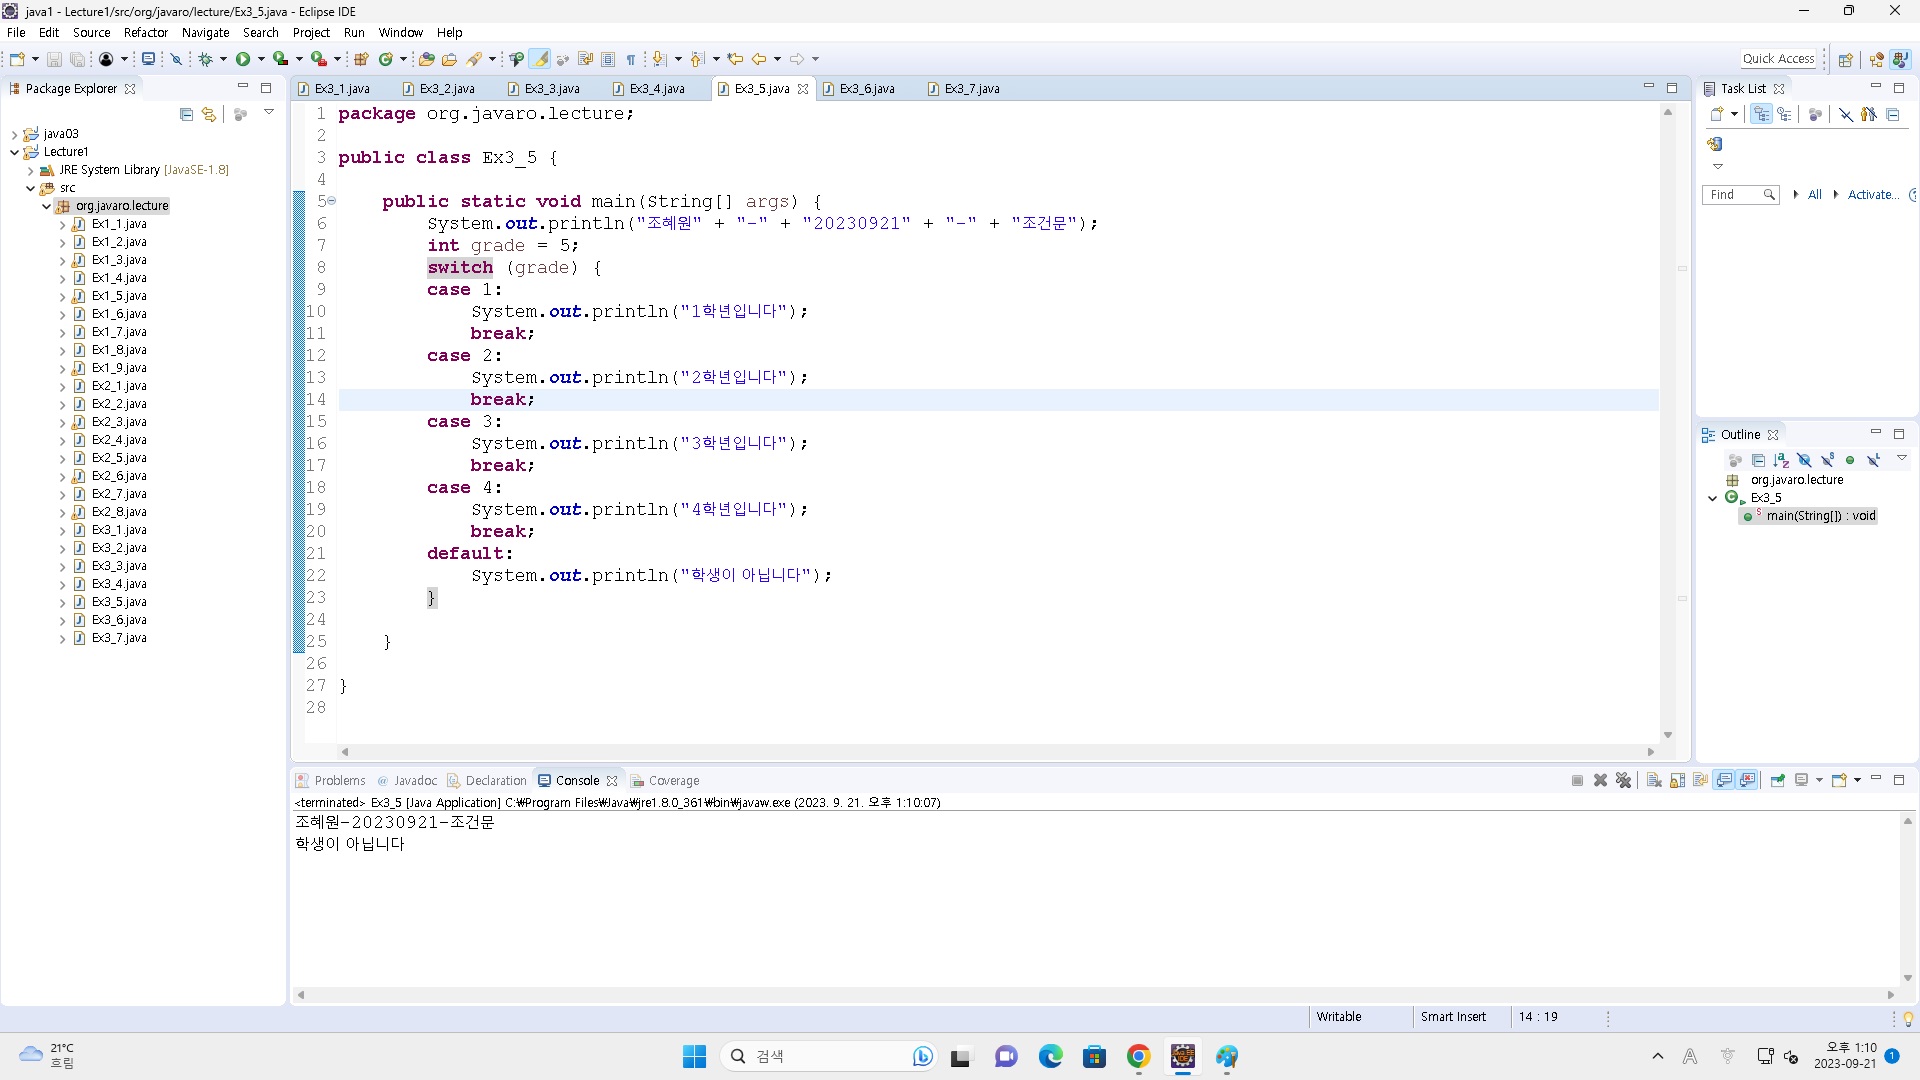 java1 - Lecture1/src/org/javaro/lecture/Ex3_5.java - Eclipse IDE
File Edit Source Refactor Navigate Search Project Run Window Help
Quick Access
Package Explorer
java03
Lecture1
JRE System Library [JavaSE-1.8]
src
org.javaro.lecture
Ex1_1.java
Ex1_2.java
Ex1_3.java
Ex1_4.java
Ex1_5.java
Ex1_6.java
Ex1_7.java
Ex1_8.java
Ex1_9.java
Ex2_1.java
Ex2_2.java
Ex2_3.java
Ex2_4.java
Ex2_5.java
Ex2_6.java
Ex2_7.java
Ex2_8.java
Ex3_1.java
Ex3_2.java
Ex3_3.java
Ex3_4.java
Ex3_5.java
Ex3_6.java
Ex3_7.java
Ex3_1.java Ex3_2.java Ex3_3.java Ex3_4.java Ex3_5.java Ex3_6.java Ex3_7.java
1 package org.javaro.lecture;
2
3 public class Ex3_5 {
4
5 public static void main(String[] args) {
6 System.out.println("조혜원" + "-" + "20230921" + "-" + "조건문");
7 int grade = 5;
8 switch (grade) {
9 case 1:
10 System.out.println("1학년입니다");
11 break;
12 case 2:
13 System.out.println("2학년입니다");
14 break;
15 case 3:
16 System.out.println("3학년입니다");
17 break;
18 case 4:
19 System.out.println("4학년입니다");
20 break;
21 default:
22 System.out.println("학생이 아닙니다");
23 }
24
25 }
26
27 }
28
Task List
Find All Activate...
Outline
org.javaro.lecture
Ex3_5
main(String[]) : void
Problems Javadoc Declaration Console Coverage
<terminated> Ex3_5 [Java Application] C:₩Program Files₩Java₩jre1.8.0_361₩bin₩javaw.exe (2023. 9. 21. 오후 1:10:07)
조혜원-20230921-조건문
학생이 아닙니다
Writable Smart Insert 14 : 19
21°C
흐림
검색
오후 1:10
2023-09-21
1